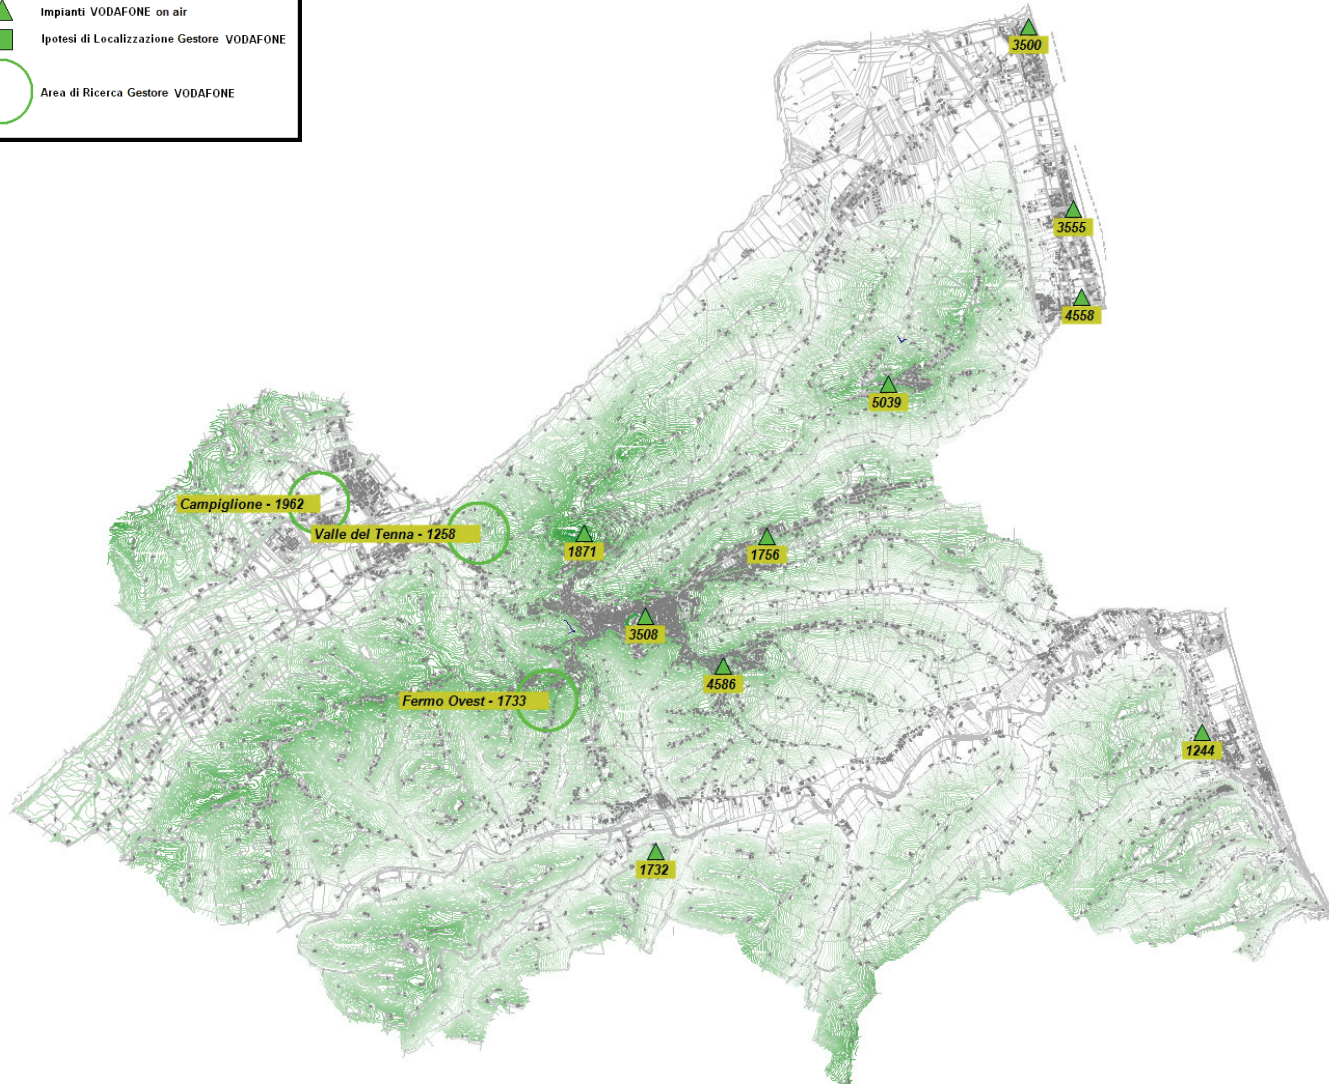 Impianti VODAFONE on air
Ipotesi di Localizzazione Gestore VODAFONE
Area di Ricerca Gestore VODAFONE
3500
3555
4558
5039
Campiglione - 1962
Valle del Tenna - 1258
1871
1756
3508
4586
Fermo Ovest - 1733
1244
1732